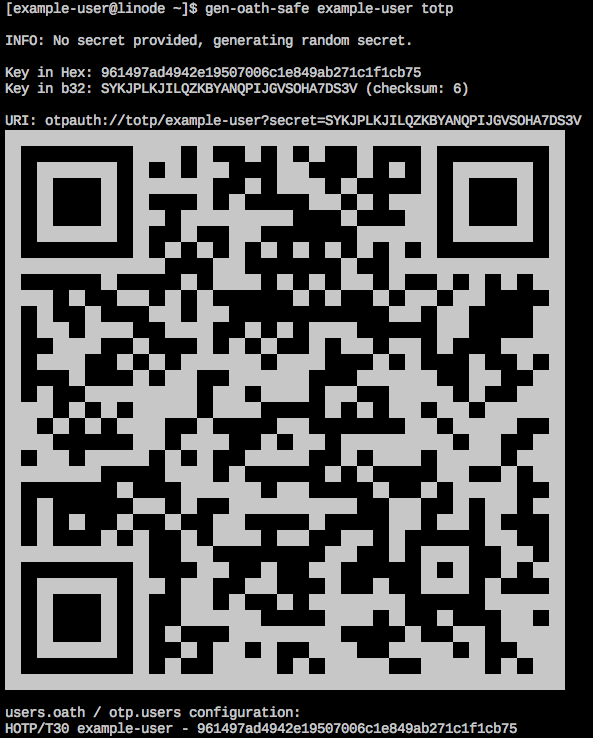 [example-user@linode ~]$ gen-oath-safe example-user totp
INFO: No secret provided, generating random secret.
Key in Hex: 961497ad4942e19507006c1e849ab271c1f1cb75
Key in b32: SYKJPLKJILQZKBYANQPIJGVSOHA7DS3V (checksum: 6)
URI: otpauth://totp/example-user?secret=SYKJPLKJILQZKBYANQPIJGVSOHA7DS3V
users.oath / otp.users configuration:
HOTP/T30 example-user - 961497ad4942e19507006c1e849ab271c1f1cb75